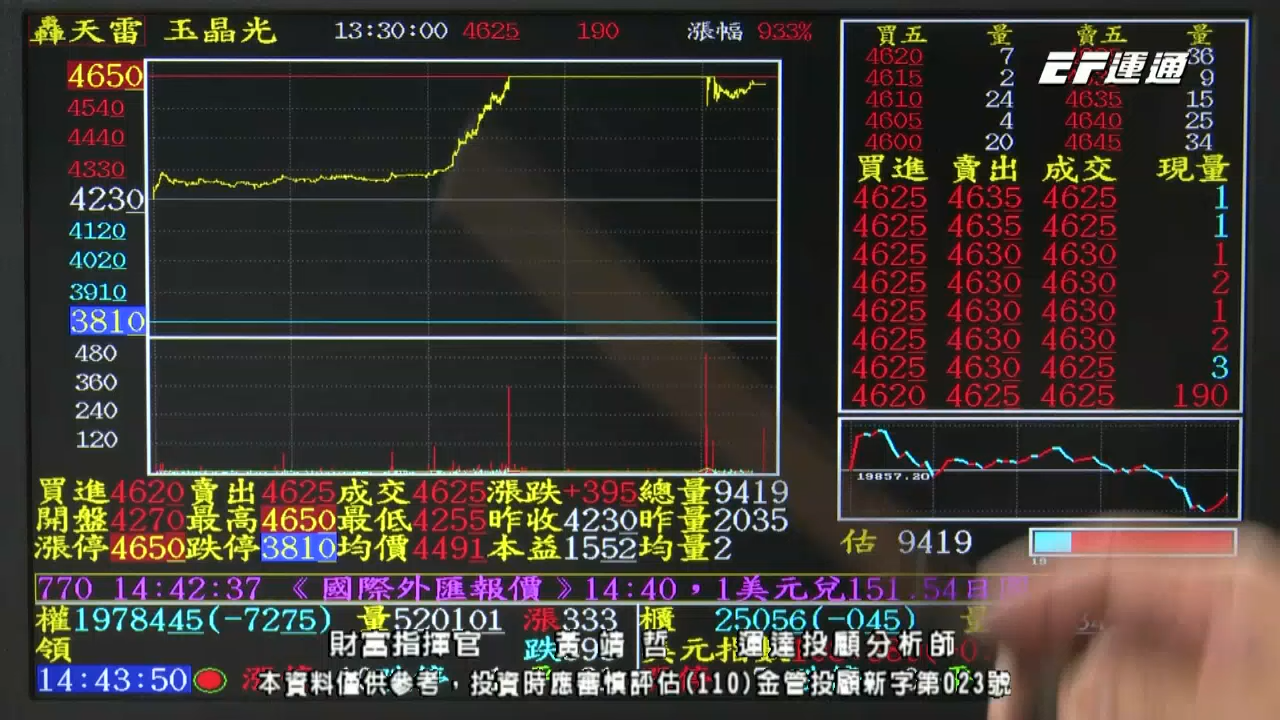 轟天雷 玉晶光 13:30:00 4625 190 漲幅 933%
4650
4540
4440
4330
4230
4120
4020
3910
3810
480
360
240
120
買五 量 賣五 量
4620 7 36
4615 2 9
4610 24 4635 15
4605 4 4640 25
4600 20 4645 34
EF運通
買進 賣出 成交 現量
4625 4635 4625 1
4625 4635 4625 1
4625 4630 4630 1
4625 4630 4630 2
4625 4630 4630 1
4625 4630 4630 2
4625 4630 4625 3
4620 4625 4625 190
19857.20
買進4620賣出4625成交4625漲跌+395總量9419
開盤4270最高4650最低4255昨收4230昨量2035
漲停4650跌停3810均價4491本益1552均量2
估 9419
19
770 14:42:37 《國際外匯報價》14:40，1美元兌151.54日圓
權1978445(-7275) 量520101 漲333 櫃 25056(-045) 量
領 跌
財富指揮官 黃靖哲 運達投顧分析師
14:43:50
本資料僅供參考，投資時應審慎評估(110)金管投顧新字第023號